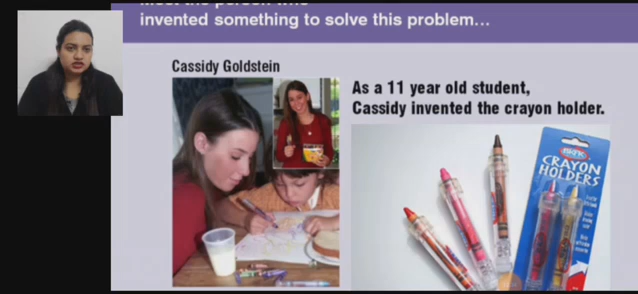 invented something to solve this problem...
Cassidy Goldstein
As a 11 year old student,
Cassidy invented the crayon holder.
CRAYON
HOLDERS